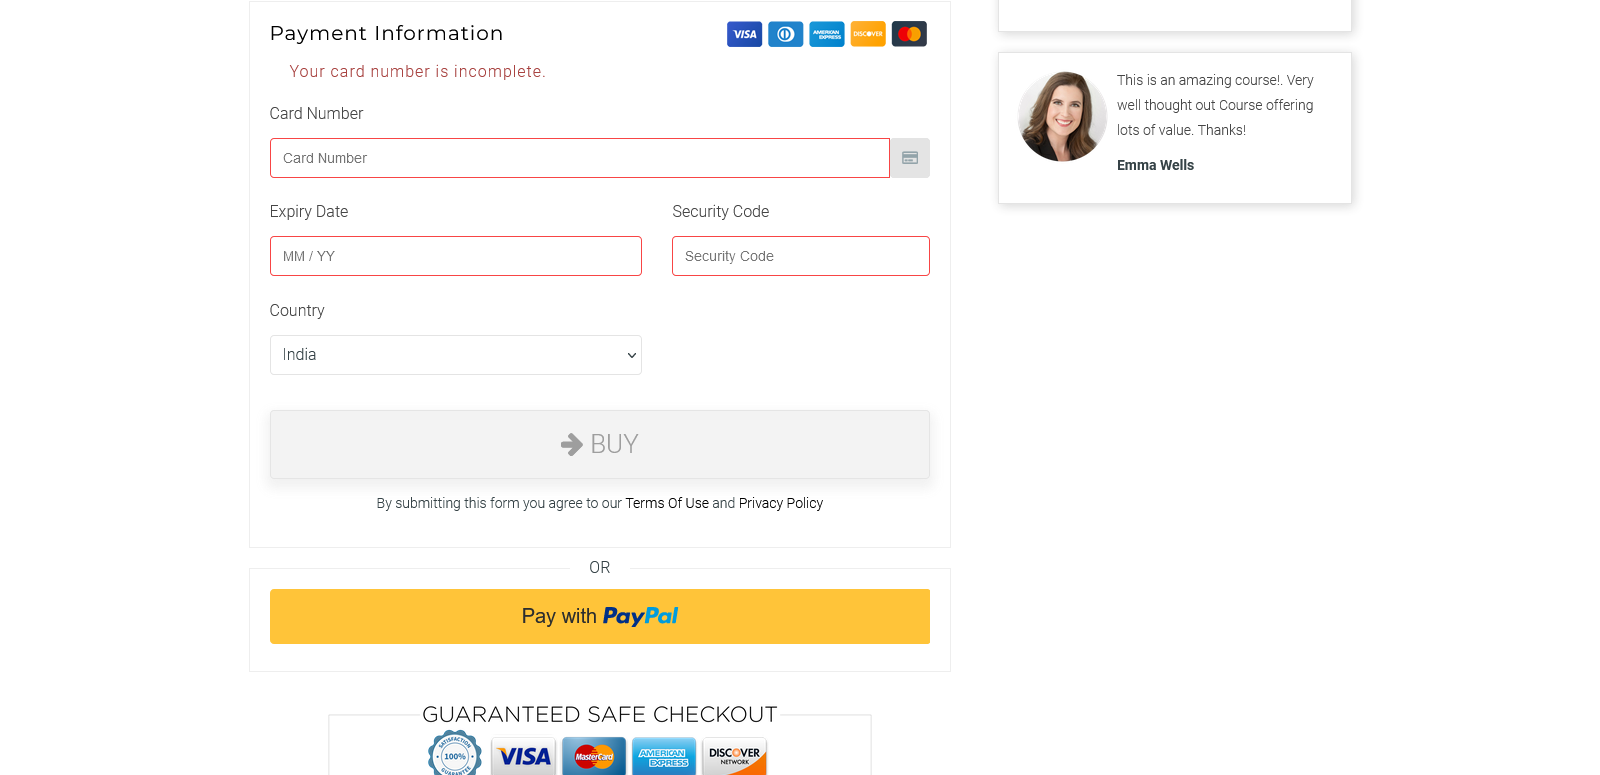 Payment Information
VISA
AMERICAN EXPRESS
DISCOVER
Your card number is incomplete.
Card Number
Card Number
Expiry Date
Security Code
MM / YY
Security Code
Country
India
BUY
By submitting this form you agree to our Terms Of Use and Privacy Policy
OR
Pay with PayPal
GUARANTEED SAFE CHECKOUT
SATISFACTION
100%
GUARANTEE
VISA
MasterCard
AMERICAN EXPRESS
DISCOVER
NETWORK
This is an amazing course!. Very
well thought out Course offering
lots of value. Thanks!
Emma Wells